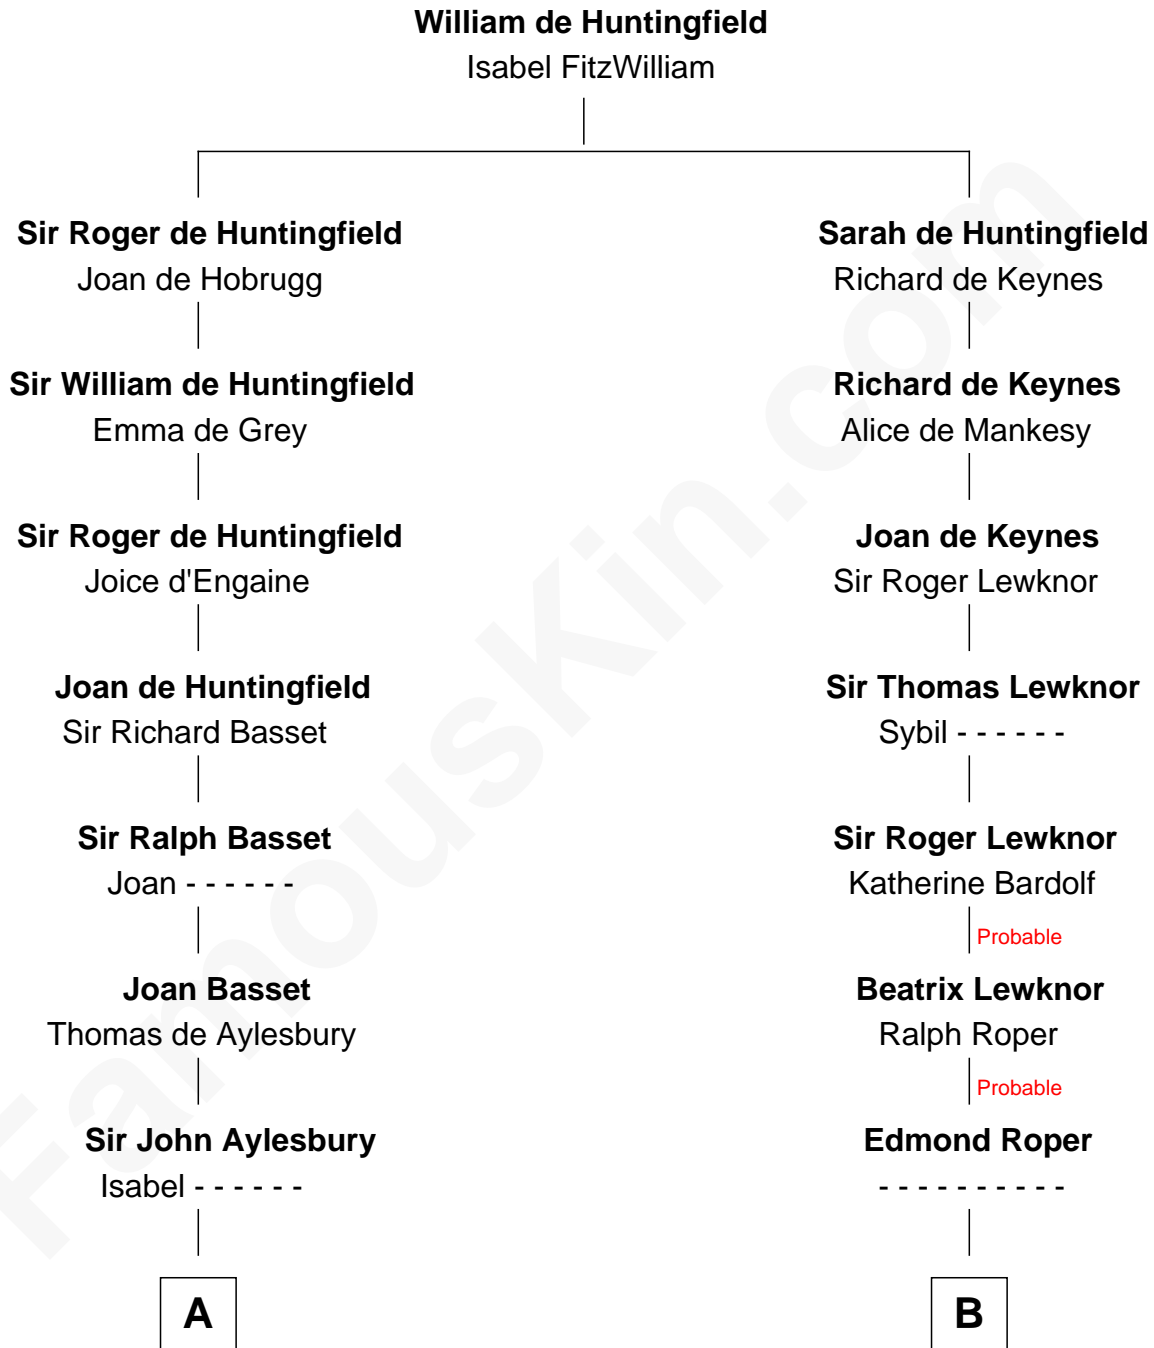 William de Huntingfield
Isabel FitzWilliam
Sir Roger de Huntingfield
Joan de Hobrugg
Sir William de Huntingfield
Emma de Grey
Sir Roger de Huntingfield
Joice d'Engaine
Joan de Huntingfield
Sir Richard Basset
Sir Ralph Basset
Joan - - - - - -
Joan Basset
Thomas de Aylesbury
Sir John Aylesbury
Isabel - - - - - -
A
Sarah de Huntingfield
Richard de Keynes
Richard de Keynes
Alice de Mankesy
Joan de Keynes
Sir Roger Lewknor
Sir Thomas Lewknor
Sybil - - - - - -
Sir Roger Lewknor
Katherine Bardolf
Probable
Beatrix Lewknor
Ralph Roper
Probable
Edmond Roper
- - - - - - - - - -
B
FamousKin.com